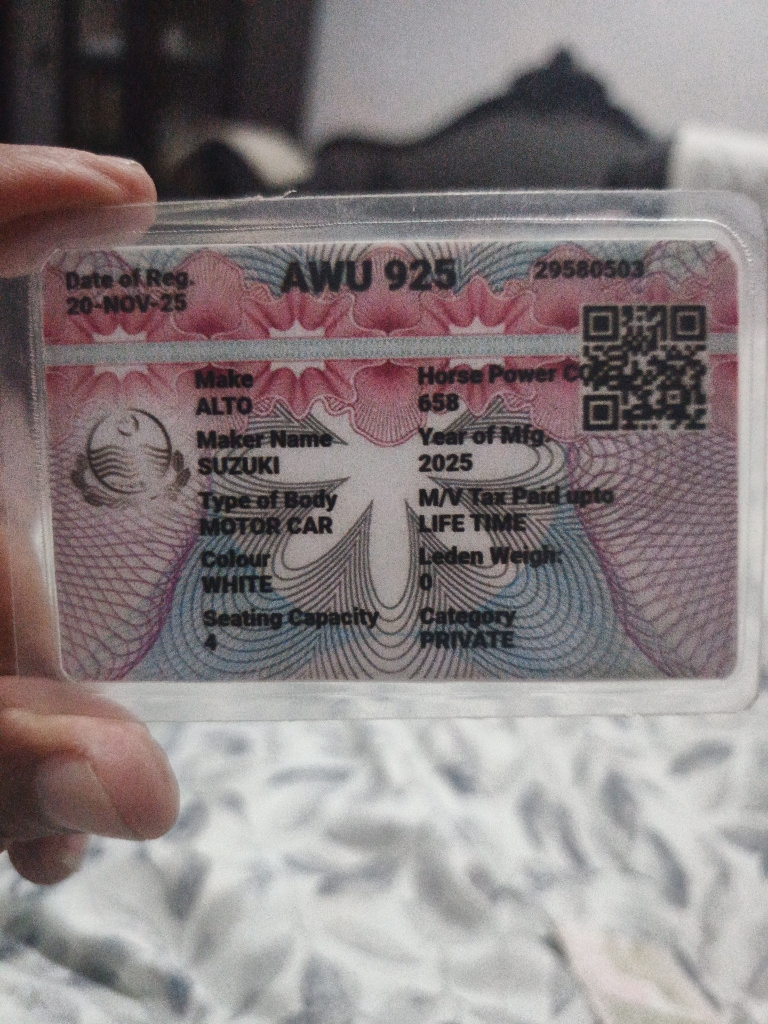 Date of Reg.
20-NOV-25
AWU 925
29580503
Make
ALTO
Horse Power
658
Maker Name
SUZUKI
Year of Mfg.
2025
Type of Body
MOTOR CAR
M/V Tax Paid upto
LIFE TIME
Colour
WHITE
Leden Weigh:
0
Seating Capacity
4
Category
PRIVATE